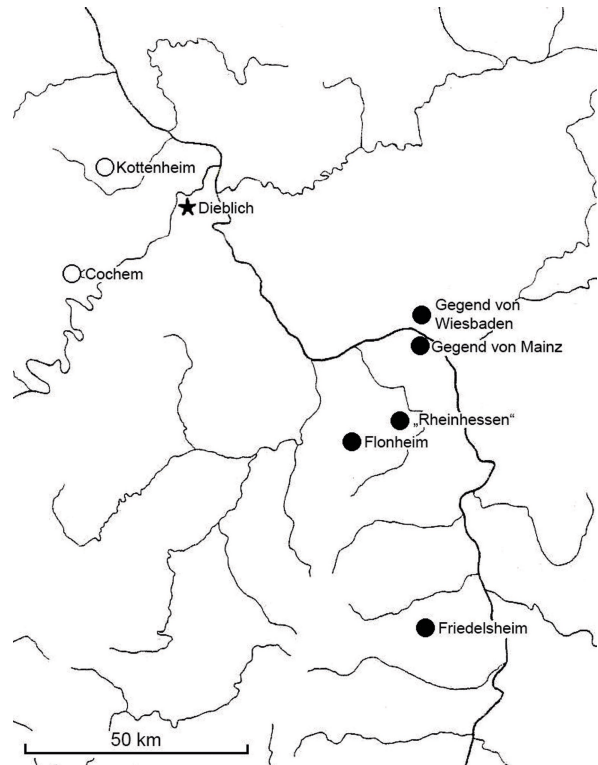 Kottenheim
Dieblich
Cochem
Gegend von
Wiesbaden
Gegend von Mainz
„Rheinhessen“
Flonheim
Friedelsheim
50 km